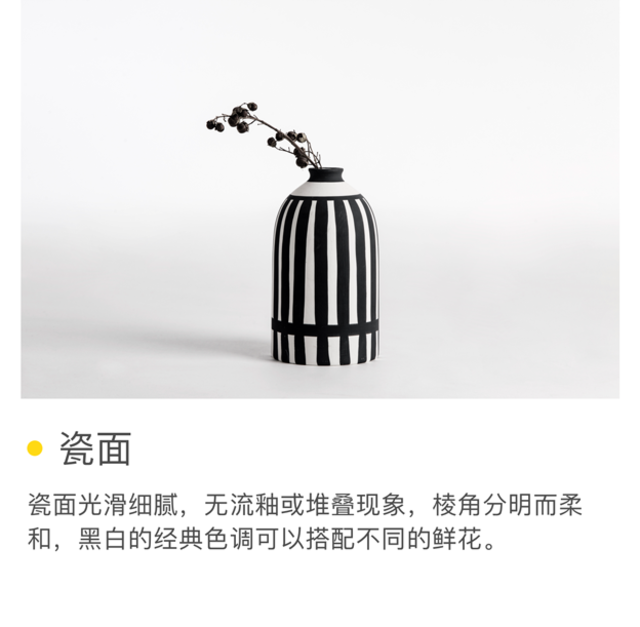 瓷面
瓷面光滑细腻，无流釉或堆叠现象，棱角分明而柔
和，黑白的经典色调可以搭配不同的鲜花。